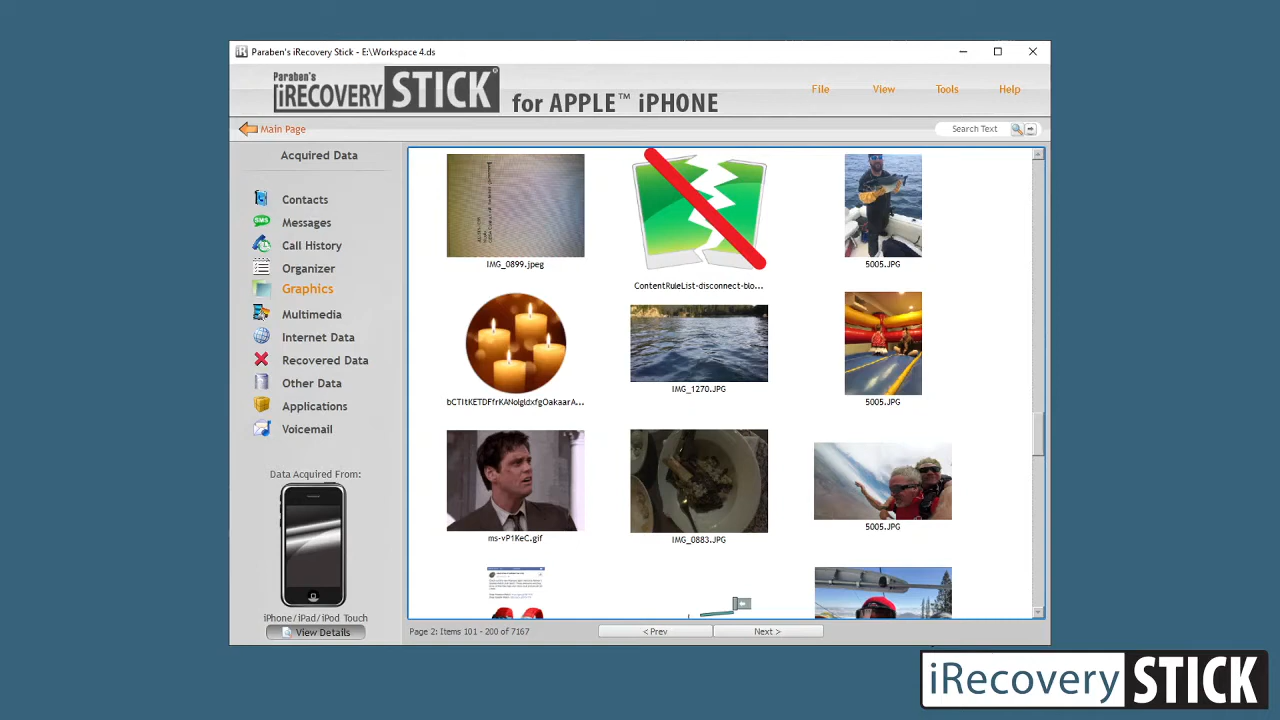 Paraben's iRecovery Stick - E:\Workspace 4.ds
Paraben's
iRECOVERY STICK®
for APPLE™ iPHONE
File View Tools Help
Main Page
Search Text
Acquired Data
Contacts
Messages
Call History
Organizer
Graphics
Multimedia
Internet Data
Recovered Data
Other Data
Applications
Voicemail
Data Acquired From:
iPhone/iPad/iPod Touch
View Details
IMG_0899.jpeg
ContentRuleList-disconnect-blo...
5005.JPG
IMG_1270.JPG
5005.JPG
ms-vP1KeC.gif
IMG_0883.JPG
5005.JPG
Page 2: Items 101 - 200 of 7167
< Prev
Next >
iRecovery STICK